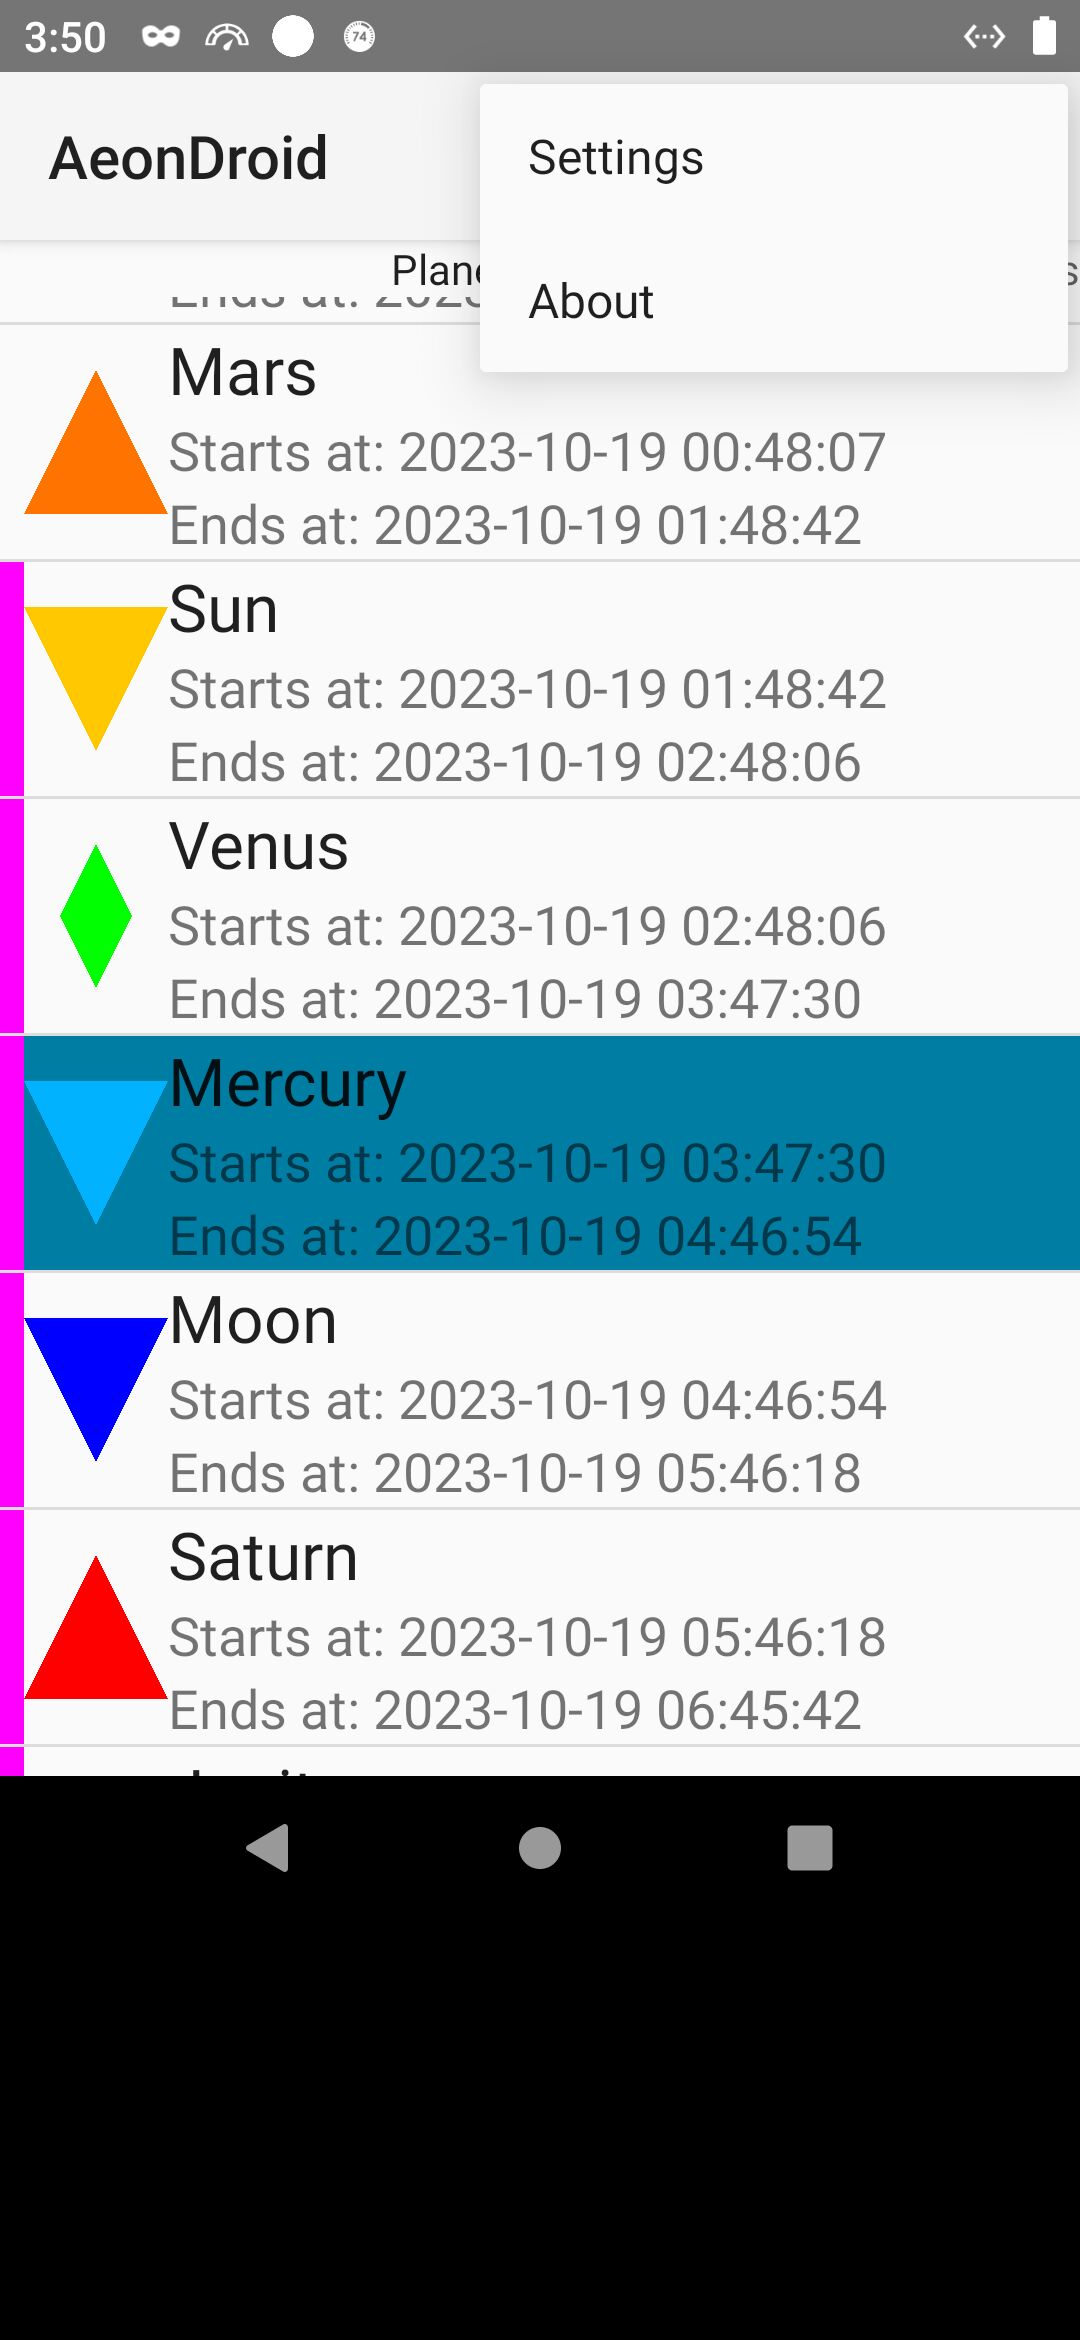 3:50
74
AeonDroid
Settings
About
Ends at:
Mars
Starts at: 2023-10-19 00:48:07
Ends at: 2023-10-19 01:48:42
Sun
Starts at: 2023-10-19 01:48:42
Ends at: 2023-10-19 02:48:06
Venus
Starts at: 2023-10-19 02:48:06
Ends at: 2023-10-19 03:47:30
Mercury
Starts at: 2023-10-19 03:47:30
Ends at: 2023-10-19 04:46:54
Moon
Starts at: 2023-10-19 04:46:54
Ends at: 2023-10-19 05:46:18
Saturn
Starts at: 2023-10-19 05:46:18
Ends at: 2023-10-19 06:45:42